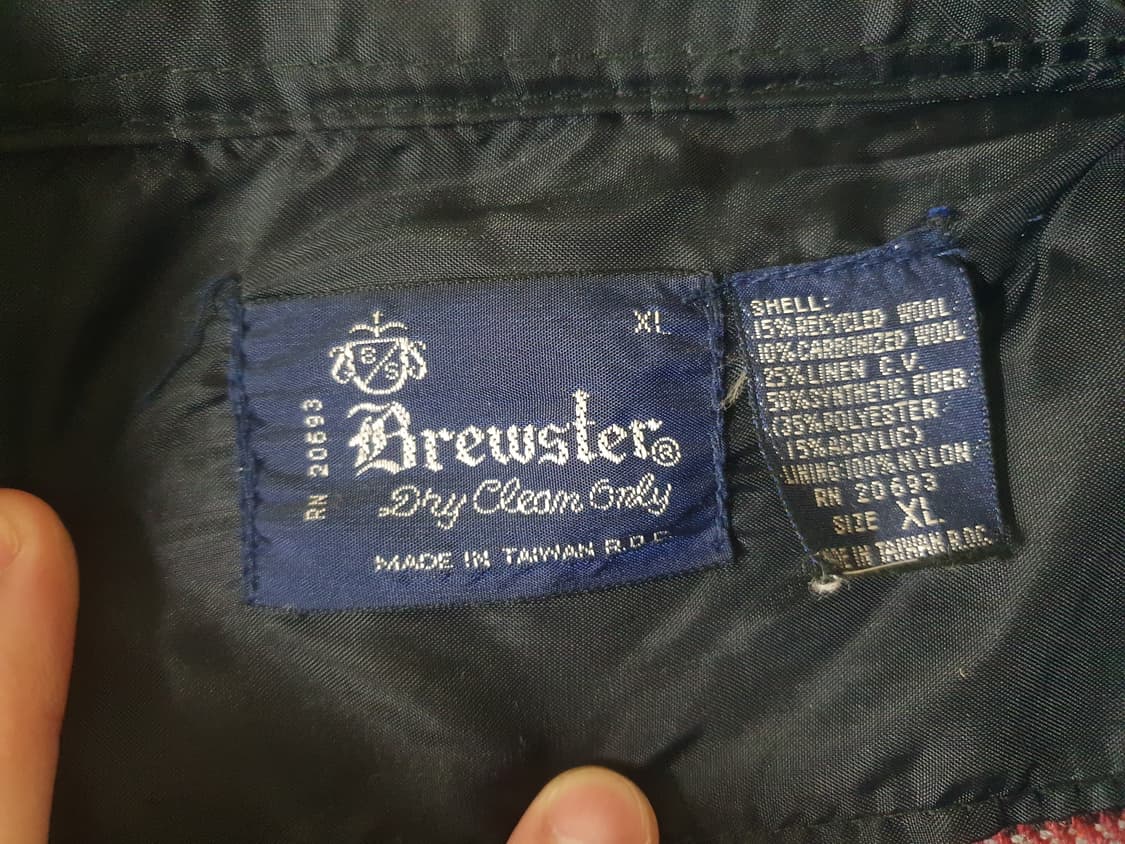 B S
XL
RN 20693
Brewster®
Dry Clean Only
MADE IN TAIWAN R.O.C
SHELL:
15% RECYCLED WOOL
10% CARBONIZED WOOL
25% LINEN C.V.
50% SYNTHETIC FIBER
35% POLYESTER
15% ACRYLIC)
LINING: 100% NYLON
RN 20693
SIZE XL
IN TAIWAN R.O.C.